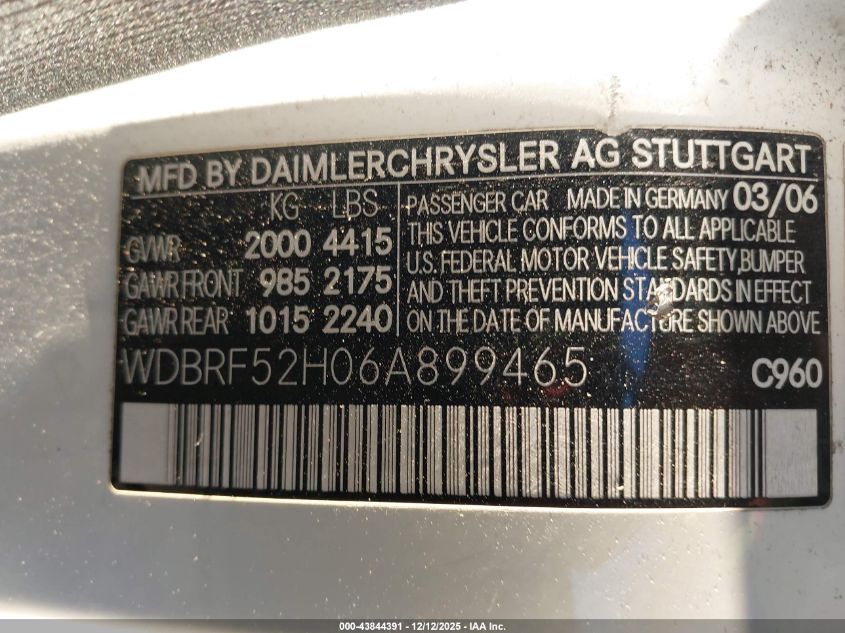 MFD BY DAIMLERCHRYSLER AG STUTTGART
KG LBS
GVWR 2000 4415
GAWR FRONT 985 2175
GAWR REAR 1015 2240
PASSENGER CAR MADE IN GERMANY 03/06
THIS VEHICLE CONFORMS TO ALL APPLICABLE
U.S. FEDERAL MOTOR VEHICLE SAFETY,BUMPER
AND THEFT PREVENTION STANDARDS IN EFFECT
ON THE DATE OF MANUFACTURE SHOWN ABOVE
WDBRF52H06A899465 C960
000-43844391 - 12/12/2025 - IAA Inc.